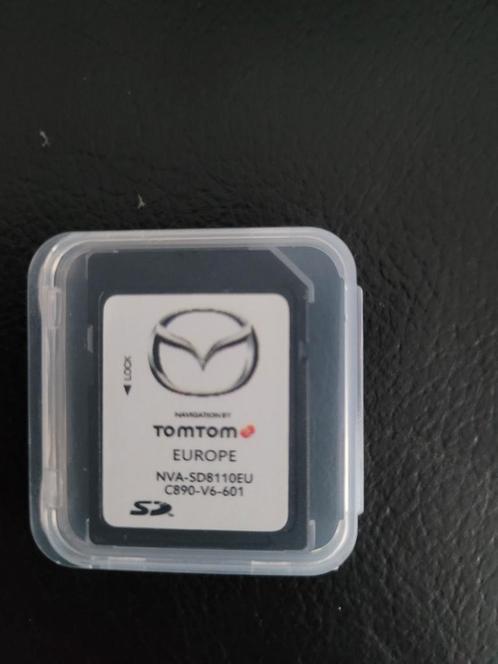 ◀ LOCK
NAVIGATION BY
TOMTOM
EUROPE
NVA-SD8110EU
C890-V6-601
SD